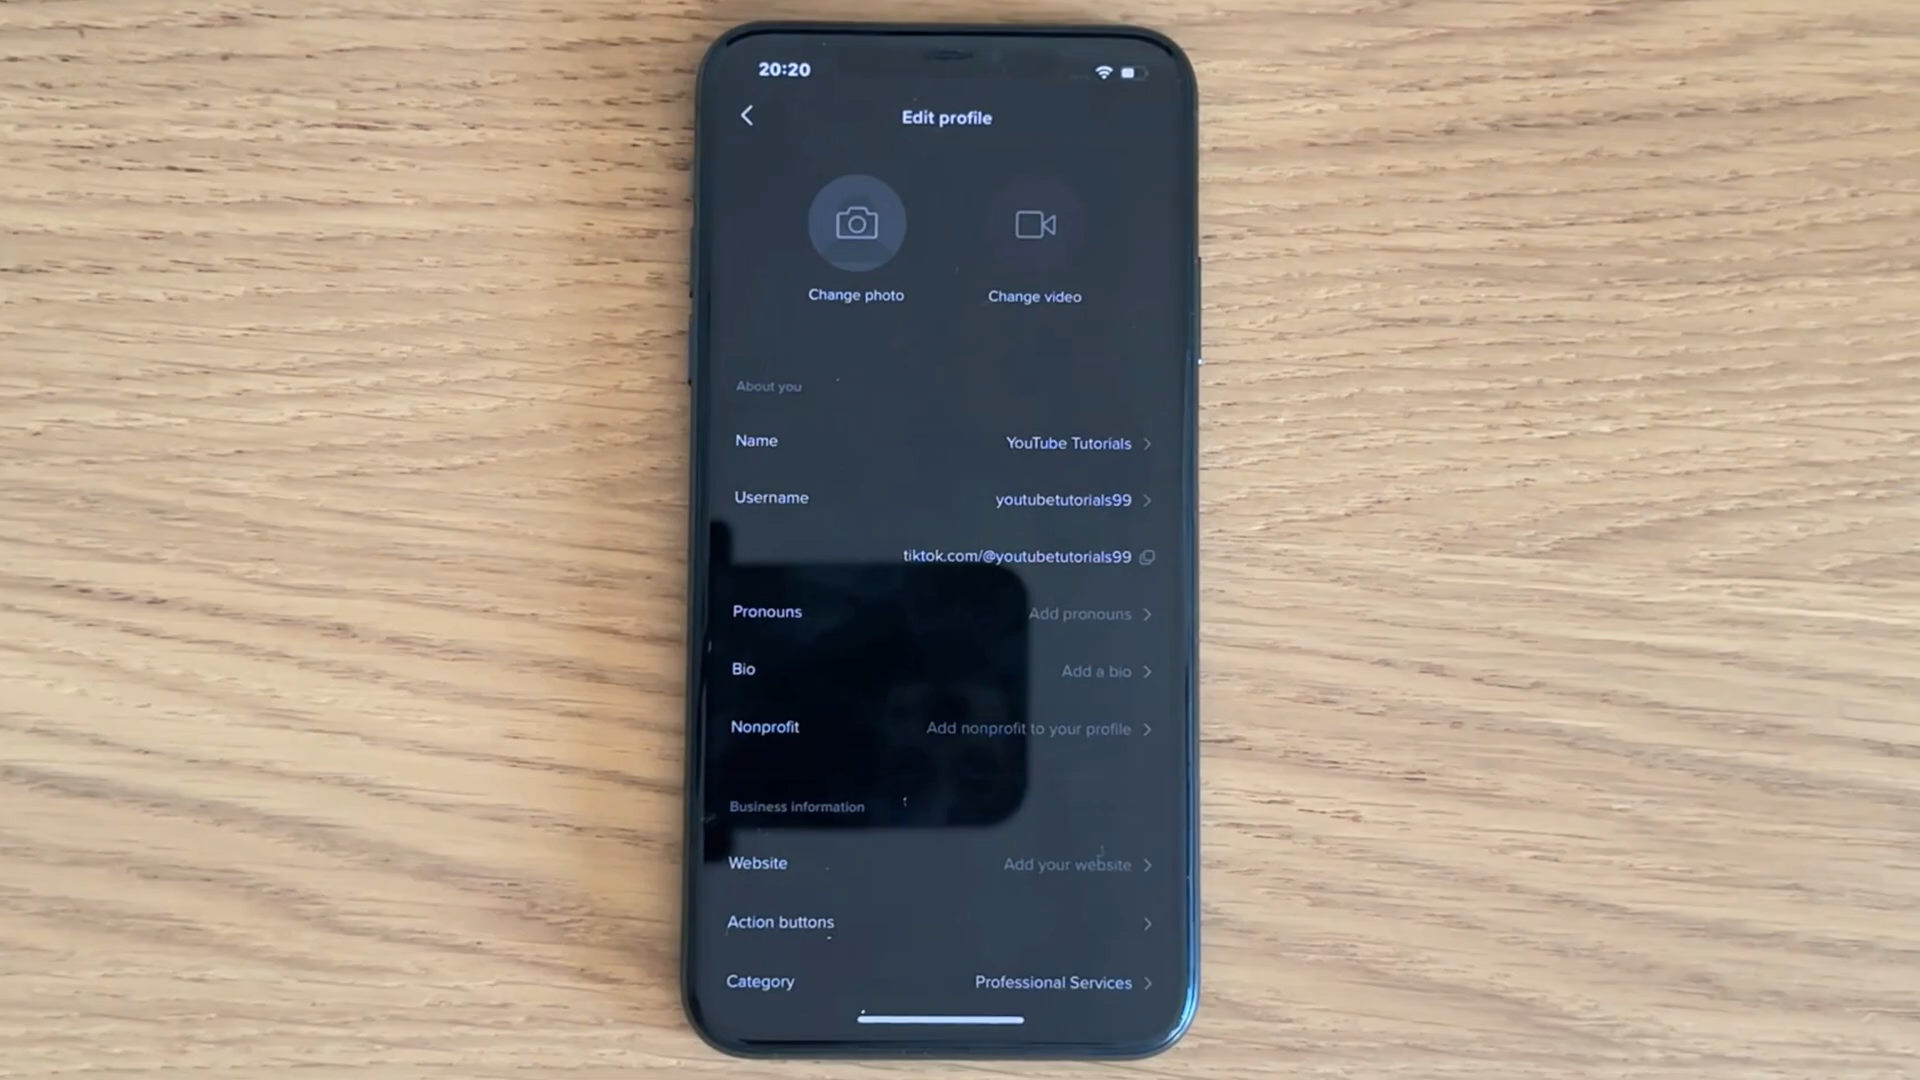 20:20
Edit profile
Change photo
Change video
About you
Name YouTube Tutorials
Username youtubetutorials99
tiktok.com/@youtubetutorials99
Pronouns Add pronouns
Bio Add a bio
Nonprofit Add nonprofit to your profile
Business information
Website Add your website
Action buttons
Category Professional Services